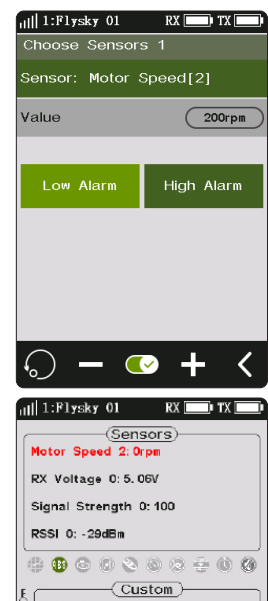 1:Flysky 01 RX TX
Choose Sensors 1
Sensor: Motor Speed[2]
Value 200rpm
Low Alarm High Alarm
1:Flysky 01 RX TX
Sensors
Motor Speed 2:0rpm
RX Voltage 0:5.06V
Signal Strength 0:100
RSSI 0:-29dBm
ABS
Custom
E